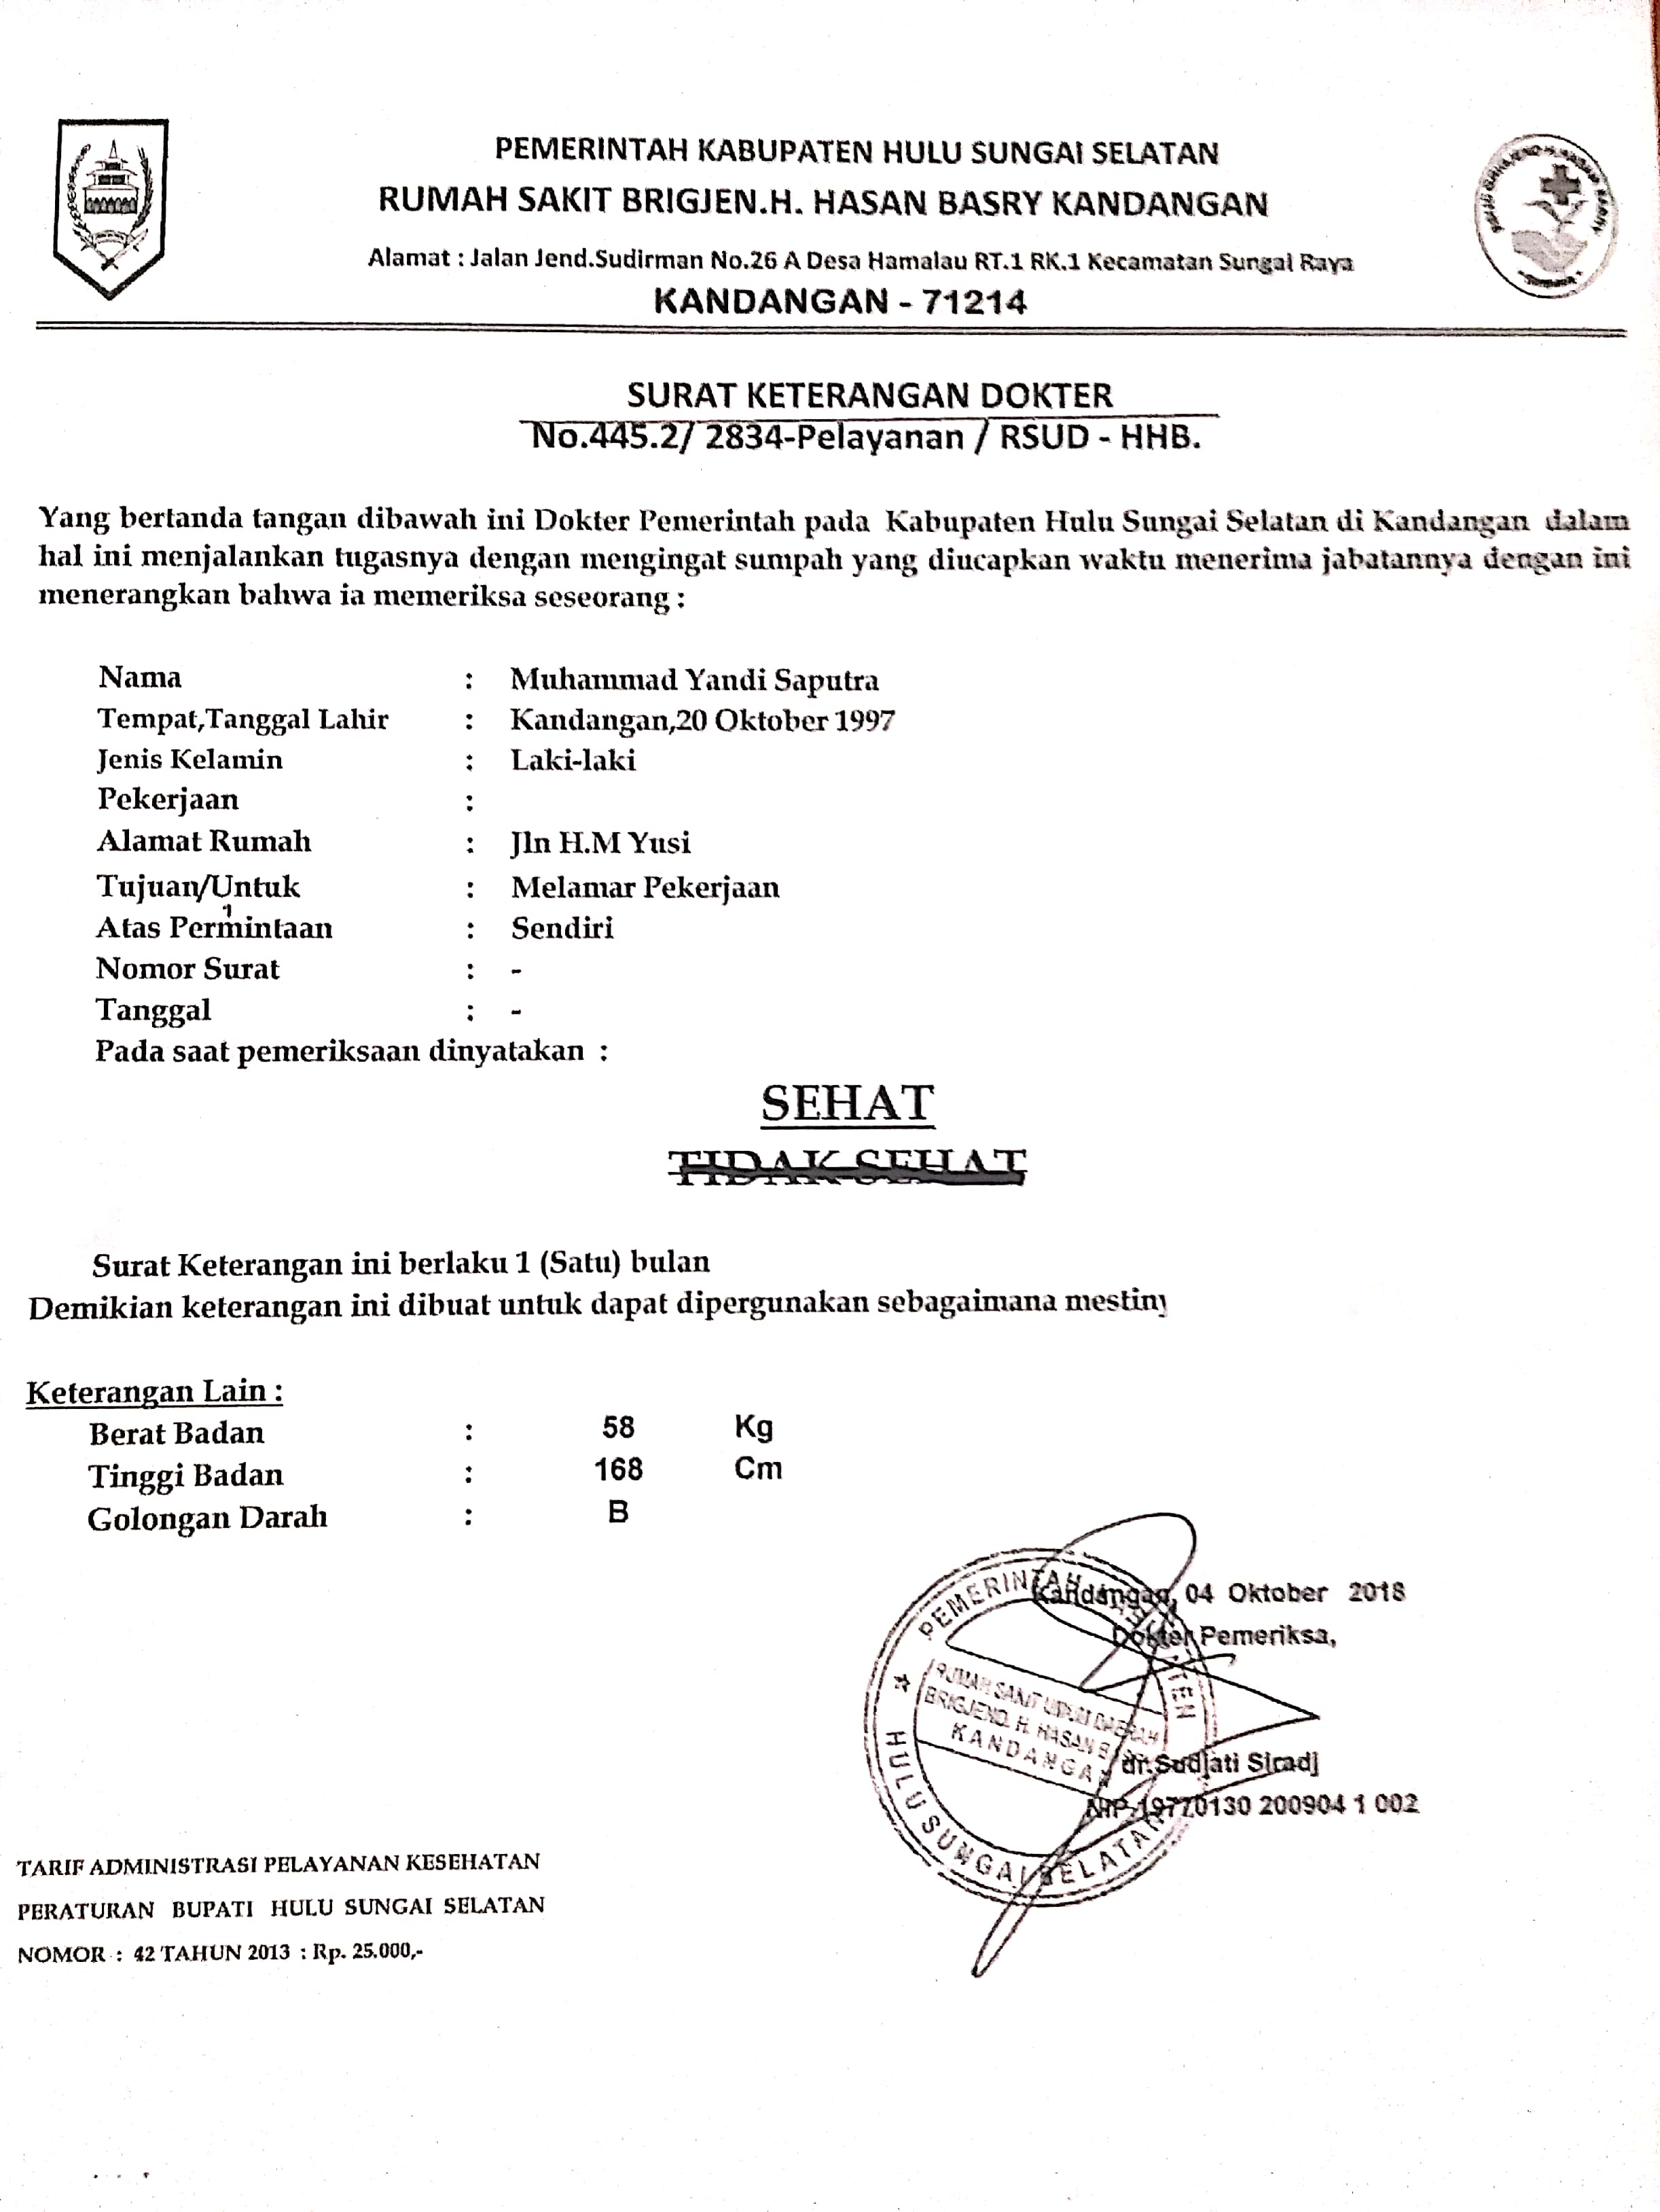 PEMERINTAH KABUPATEN HULU SUNGAI SELATAN
RUMAH SAKIT BRIGJEN.H. HASAN BASRY KANDANGAN
Alamat : Jalan Jend.Sudirman No.26 A Desa Hamalau RT.1 RK.1 Kecamatan Sungai Raya
KANDANGAN - 71214
SURAT KETERANGAN DOKTER
No.445.2/ 2834-Pelayanan / RSUD - HHB.
Yang bertanda tangan dibawah ini Dokter Pemerintah pada Kabupaten Hulu Sungai Selatan di Kandangan dalam
hal ini menjalankan tugasnya dengan mengingat sumpah yang diucapkan waktu menerima jabatannya dengan ini
menerangkan bahwa ia memeriksa seseorang :
Nama : Muhammad Yandi Saputra
Tempat,Tanggal Lahir : Kandangan,20 Oktober 1997
Jenis Kelamin : Laki-laki
Pekerjaan :
Alamat Rumah : Jln H.M Yusi
Tujuan/Untuk : Melamar Pekerjaan
Atas Permintaan : Sendiri
Nomor Surat : -
Tanggal : -
Pada saat pemeriksaan dinyatakan :
SEHAT
TIDAK SEHAT
Surat Keterangan ini berlaku 1 (Satu) bulan
Demikian keterangan ini dibuat untuk dapat dipergunakan sebagaimana mestiny
Keterangan Lain :
Berat Badan : 58 Kg
Tinggi Badan : 168 Cm
Golongan Darah : B
Kandangan, 04 Oktober 2018
Dokter Pemeriksa,
PEMERINTAH KABUPATEN
RUMAH SAKIT UMUM DAERAH
BRIGJEND. H. HASAN
KANDANGAN
HULU SUNGAI SELATAN
dr.Sudjati Siradj
NIP.19770130 200904 1 002
TARIF ADMINISTRASI PELAYANAN KESEHATAN
PERATURAN BUPATI HULU SUNGAI SELATAN
NOMOR : 42 TAHUN 2013 : Rp. 25.000,-